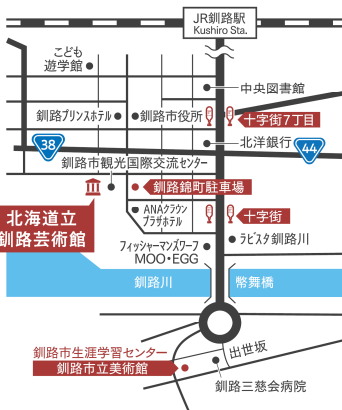 JR釧路駅
Kushiro Sta.
こども
遊学館
中央図書館
釧路プリンスホテル
釧路市役所
十字街7丁目
北洋銀行
38
44
釧路市観光国際交流センター
釧路錦町駐車場
北海道立
釧路芸術館
ANAクラウン
プラザホテル
十字街
フィッシャーマンズワーフ
MOO・EGG
ラビスタ釧路川
釧路川
幣舞橋
出世坂
釧路市生涯学習センター
釧路市立美術館
釧路三慈会病院